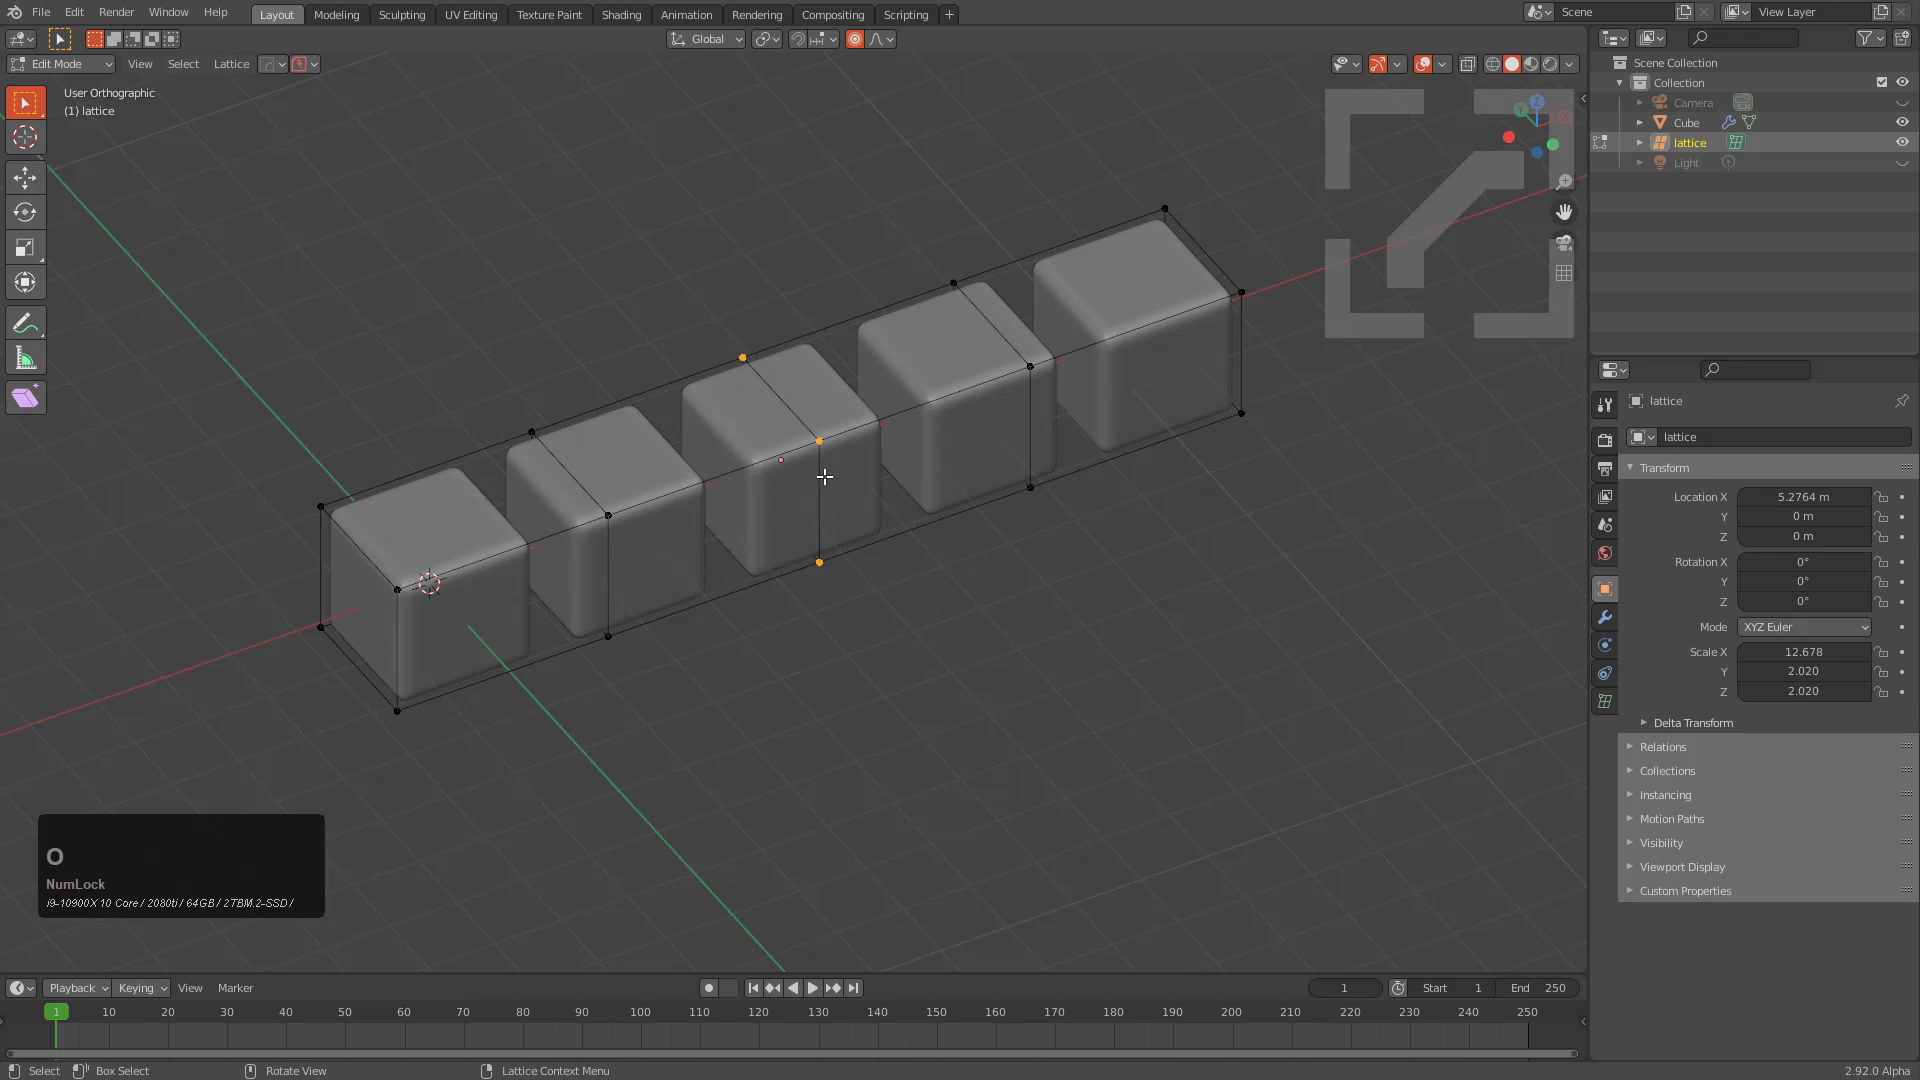 File Edit Render Window Help
Layout Modeling Sculpting UV Editing Texture Paint Shading Animation Rendering Compositing Scripting +
Scene
View Layer
Global
Edit Mode View Select Lattice
User Orthographic
(1) lattice
Z
Y
X
Scene Collection
Collection
Camera
Cube
lattice
Light
lattice
lattice
Transform
Location X 5.2764 m
Y 0 m
Z 0 m
Rotation X 0°
Y 0°
Z 0°
Mode XYZ Euler
Scale X 12.678
Y 2.020
Z 2.020
Delta Transform
Relations
Collections
Instancing
Motion Paths
Visibility
Viewport Display
Custom Properties
O
NumLock
i9-10900X 10 Core / 2080ti / 64GB / 2TBM.2-SSD /
Playback Keying View Marker
1
Start 1 End 250
1 10 20 30 40 50 60 70 80 90 100 110 120 130 140 150 160 170 180 190 200 210 220 230 240 250
Select Box Select Rotate View Lattice Context Menu
2.92.0 Alpha